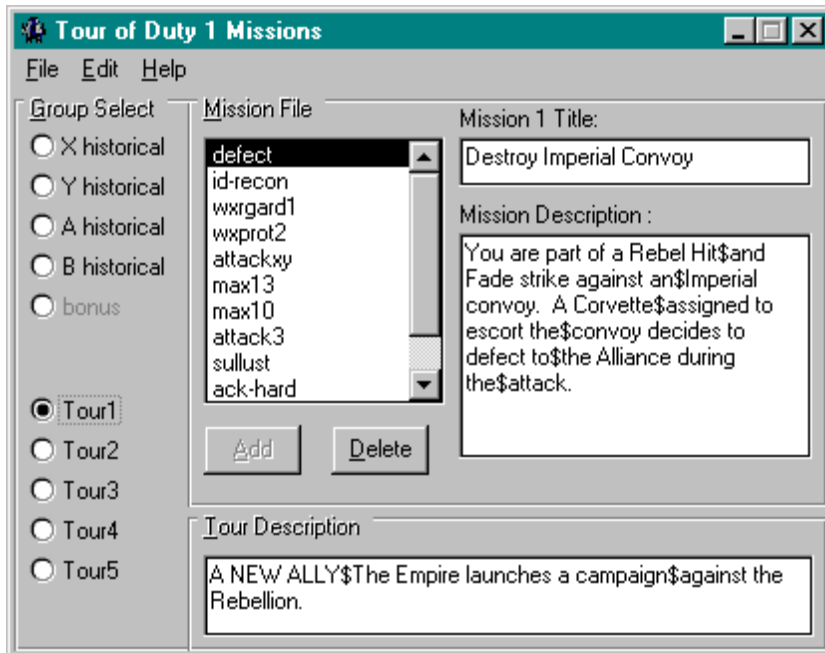 Tour of Duty 1 Missions
File Edit Help
Group Select
X historical
Y historical
A historical
B historical
bonus
Tour1
Tour2
Tour3
Tour4
Tour5
Mission File
defect
id-recon
wxrgard1
wxprot2
attackxy
max13
max10
attack3
sullust
ack-hard
Add Delete
Mission 1 Title:
Destroy Imperial Convoy
Mission Description :
You are part of a Rebel Hit$and
Fade strike against an$Imperial
convoy. A Corvette$assigned to
escort the$convoy decides to
defect to$the Alliance during
the$attack.
Tour Description
A NEW ALLY$The Empire launches a campaign$against the
Rebellion.